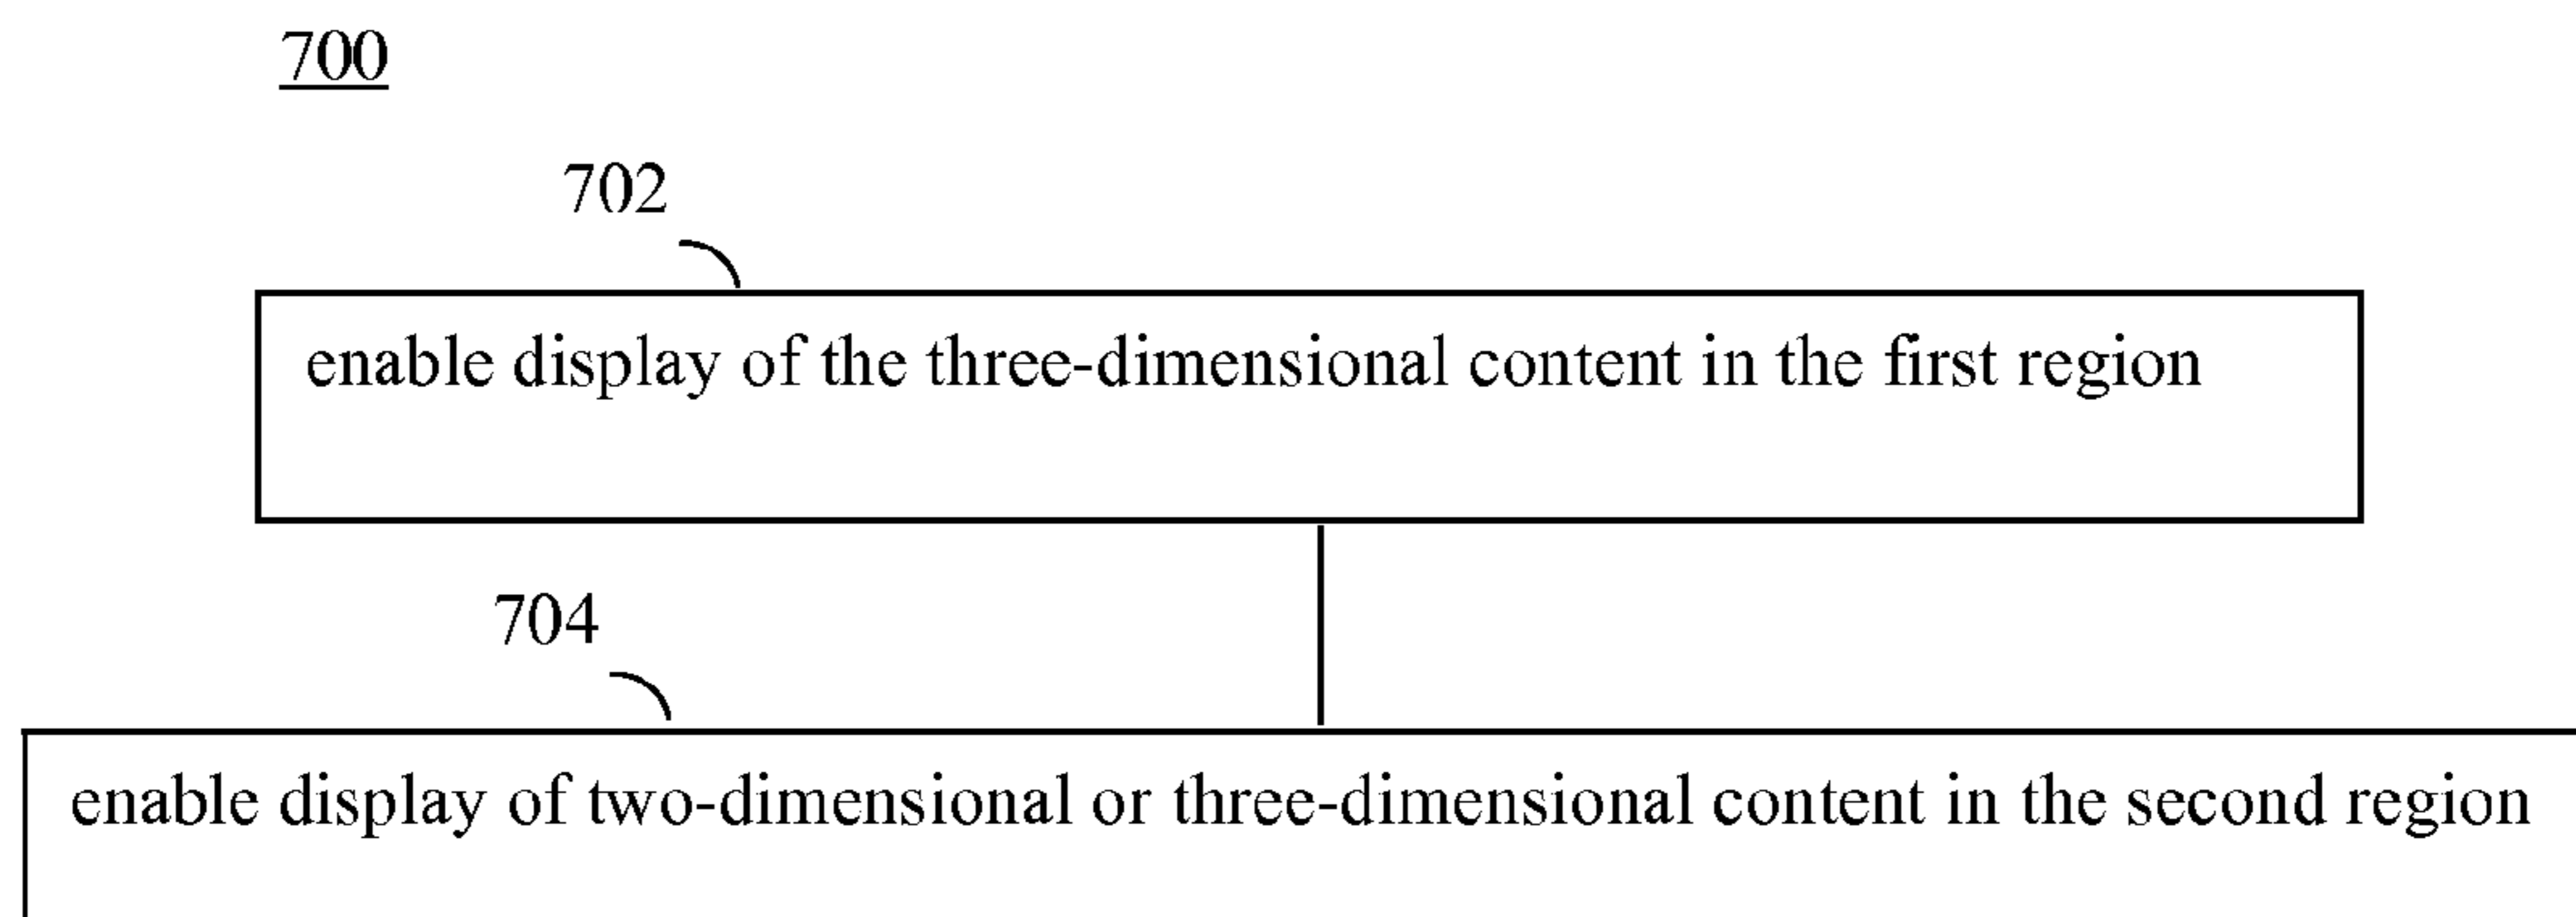 700
702
enable display of the three-dimensional content in the first region
704
enable display of two-dimensional or three-dimensional content in the second region